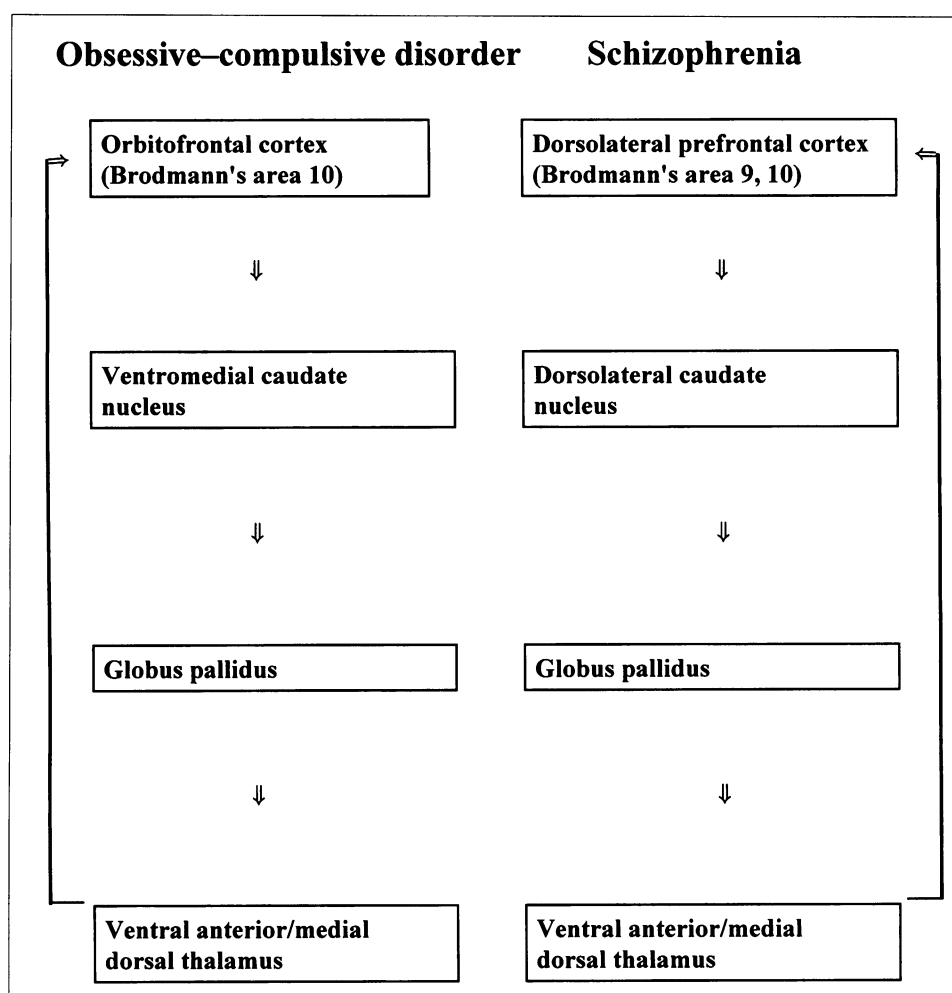 Obsessive–compulsive disorder
Schizophrenia
Orbitofrontal cortex
(Brodmann's area 10)
Dorsolateral prefrontal cortex
(Brodmann's area 9, 10)
Ventromedial caudate
nucleus
Dorsolateral caudate
nucleus
Globus pallidus
Globus pallidus
Ventral anterior/medial
dorsal thalamus
Ventral anterior/medial
dorsal thalamus